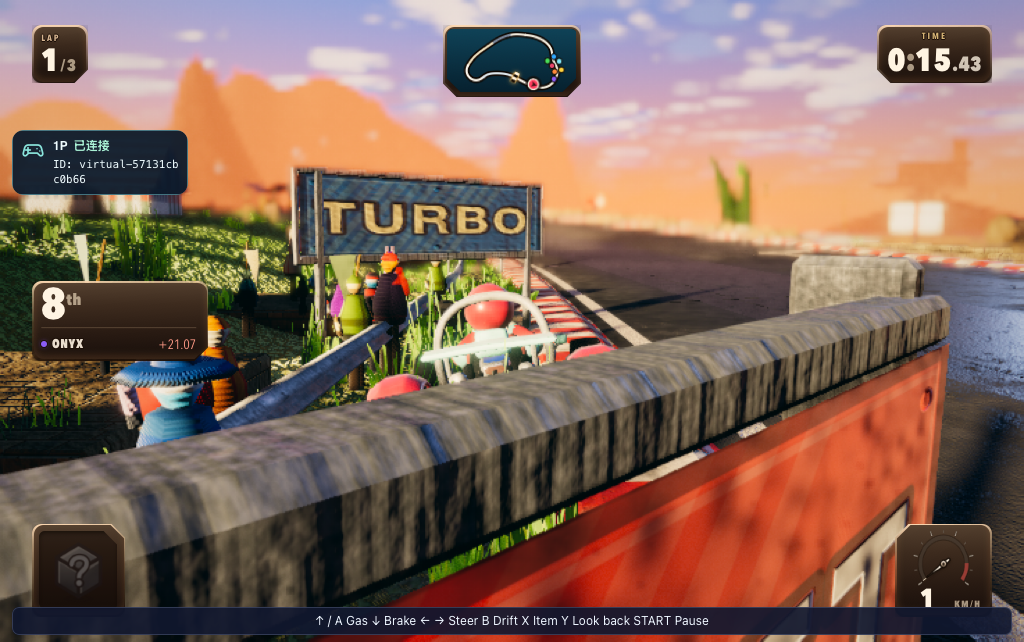 LAP
1/3
TIME
0:15.43
1P 已连接
ID: virtual-57131cb
c0b66
TURBO
8th
ONYX +21.07
?
1 KM/H
↑ / A Gas ↓ Brake ← → Steer B Drift X Item Y Look back START Pause